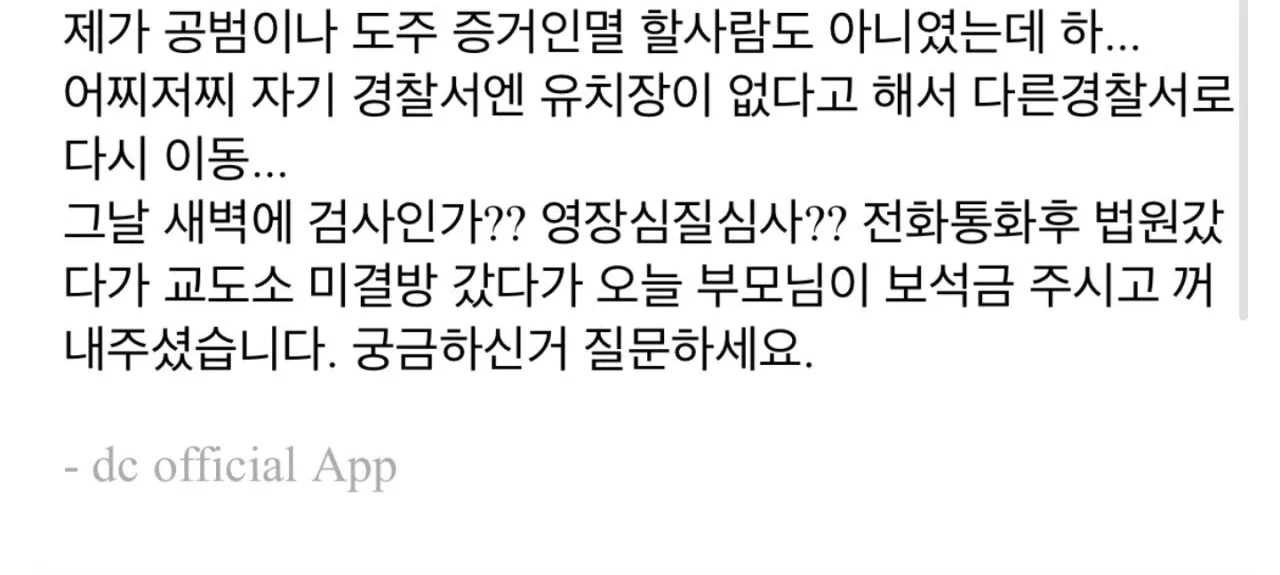 제가 공범이나 도주 증거인멸 할사람도 아니였는데 하...
어찌저찌 자기 경찰서엔 유치장이 없다고 해서 다른경찰서로
다시 이동...
그날 새벽에 검사인가?? 영장심질심사?? 전화통화후 법원갔
다가 교도소 미결방 갔다가 오늘 부모님이 보석금 주시고 꺼
내주셨습니다. 궁금하신거 질문하세요.
- dc official App